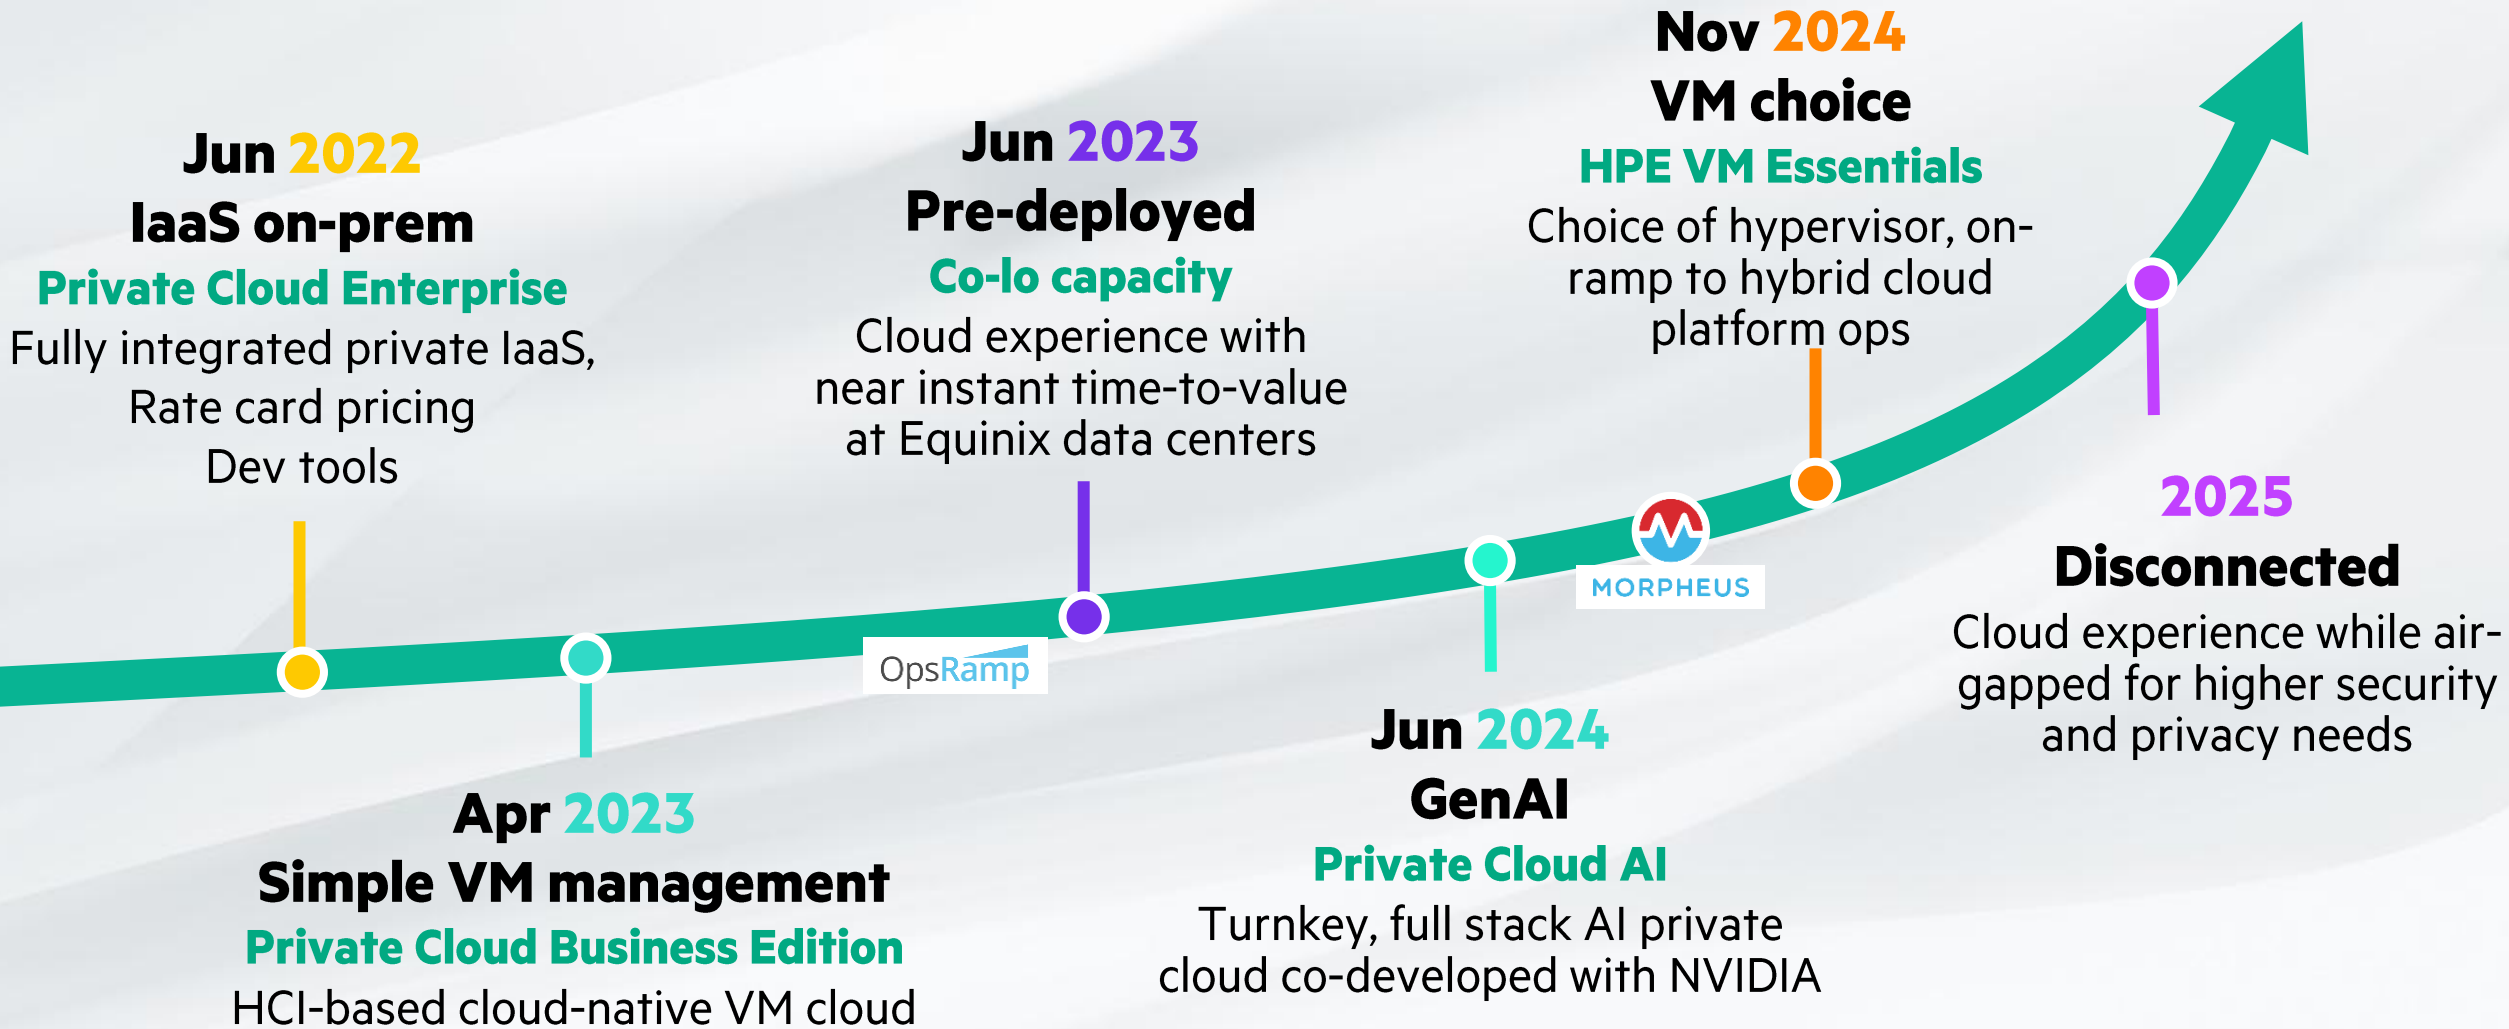 Jun 2022
IaaS on-prem
Private Cloud Enterprise
Fully integrated private IaaS,
Rate card pricing
Dev tools
Apr 2023
Simple VM management
Private Cloud Business Edition
HCI-based cloud-native VM cloud
OpsRamp
Jun 2023
Pre-deployed
Co-lo capacity
Cloud experience with
near instant time-to-value
at Equinix data centers
Jun 2024
GenAI
Private Cloud AI
Turnkey, full stack AI private
cloud co-developed with NVIDIA
MORPHEUS
Nov 2024
VM choice
HPE VM Essentials
Choice of hypervisor, on-
ramp to hybrid cloud
platform ops
2025
Disconnected
Cloud experience while air-
gapped for higher security
and privacy needs